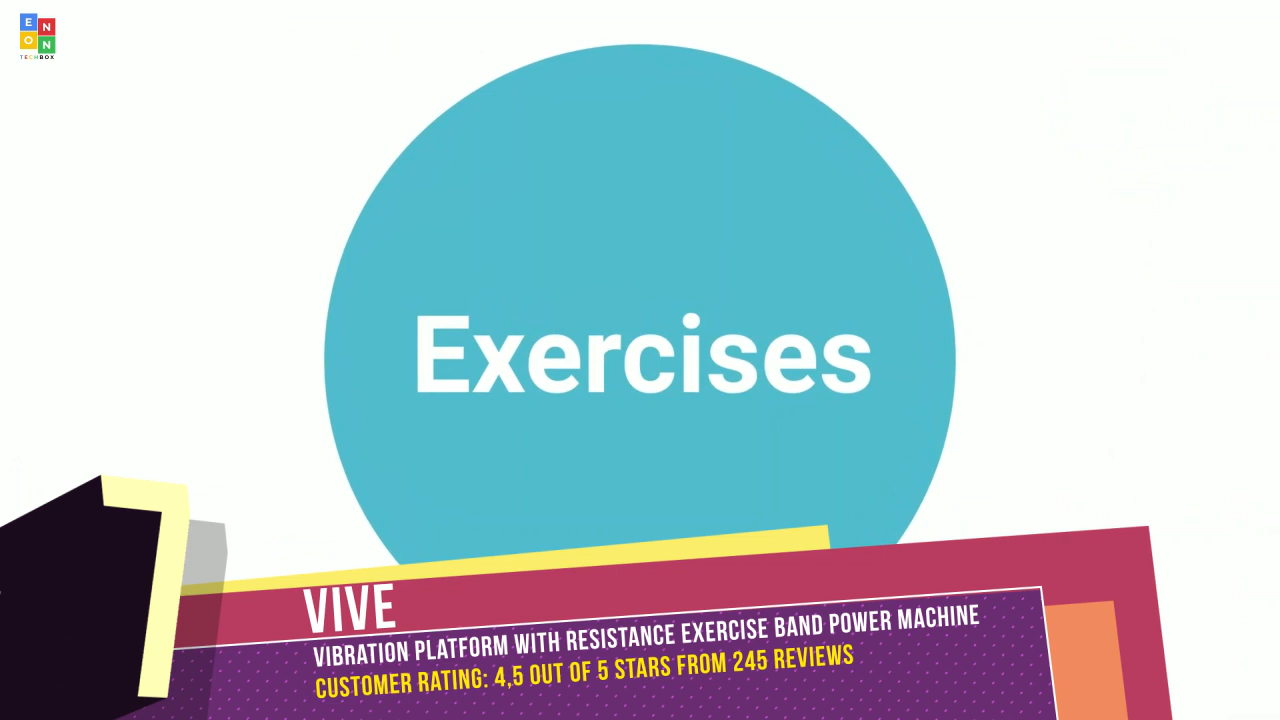 E N
O N
TECHBOX
Exercises
VIVE
VIBRATION PLATFORM WITH RESISTANCE EXERCISE BAND POWER MACHINE
CUSTOMER RATING: 4,5 OUT OF 5 STARS FROM 245 REVIEWS